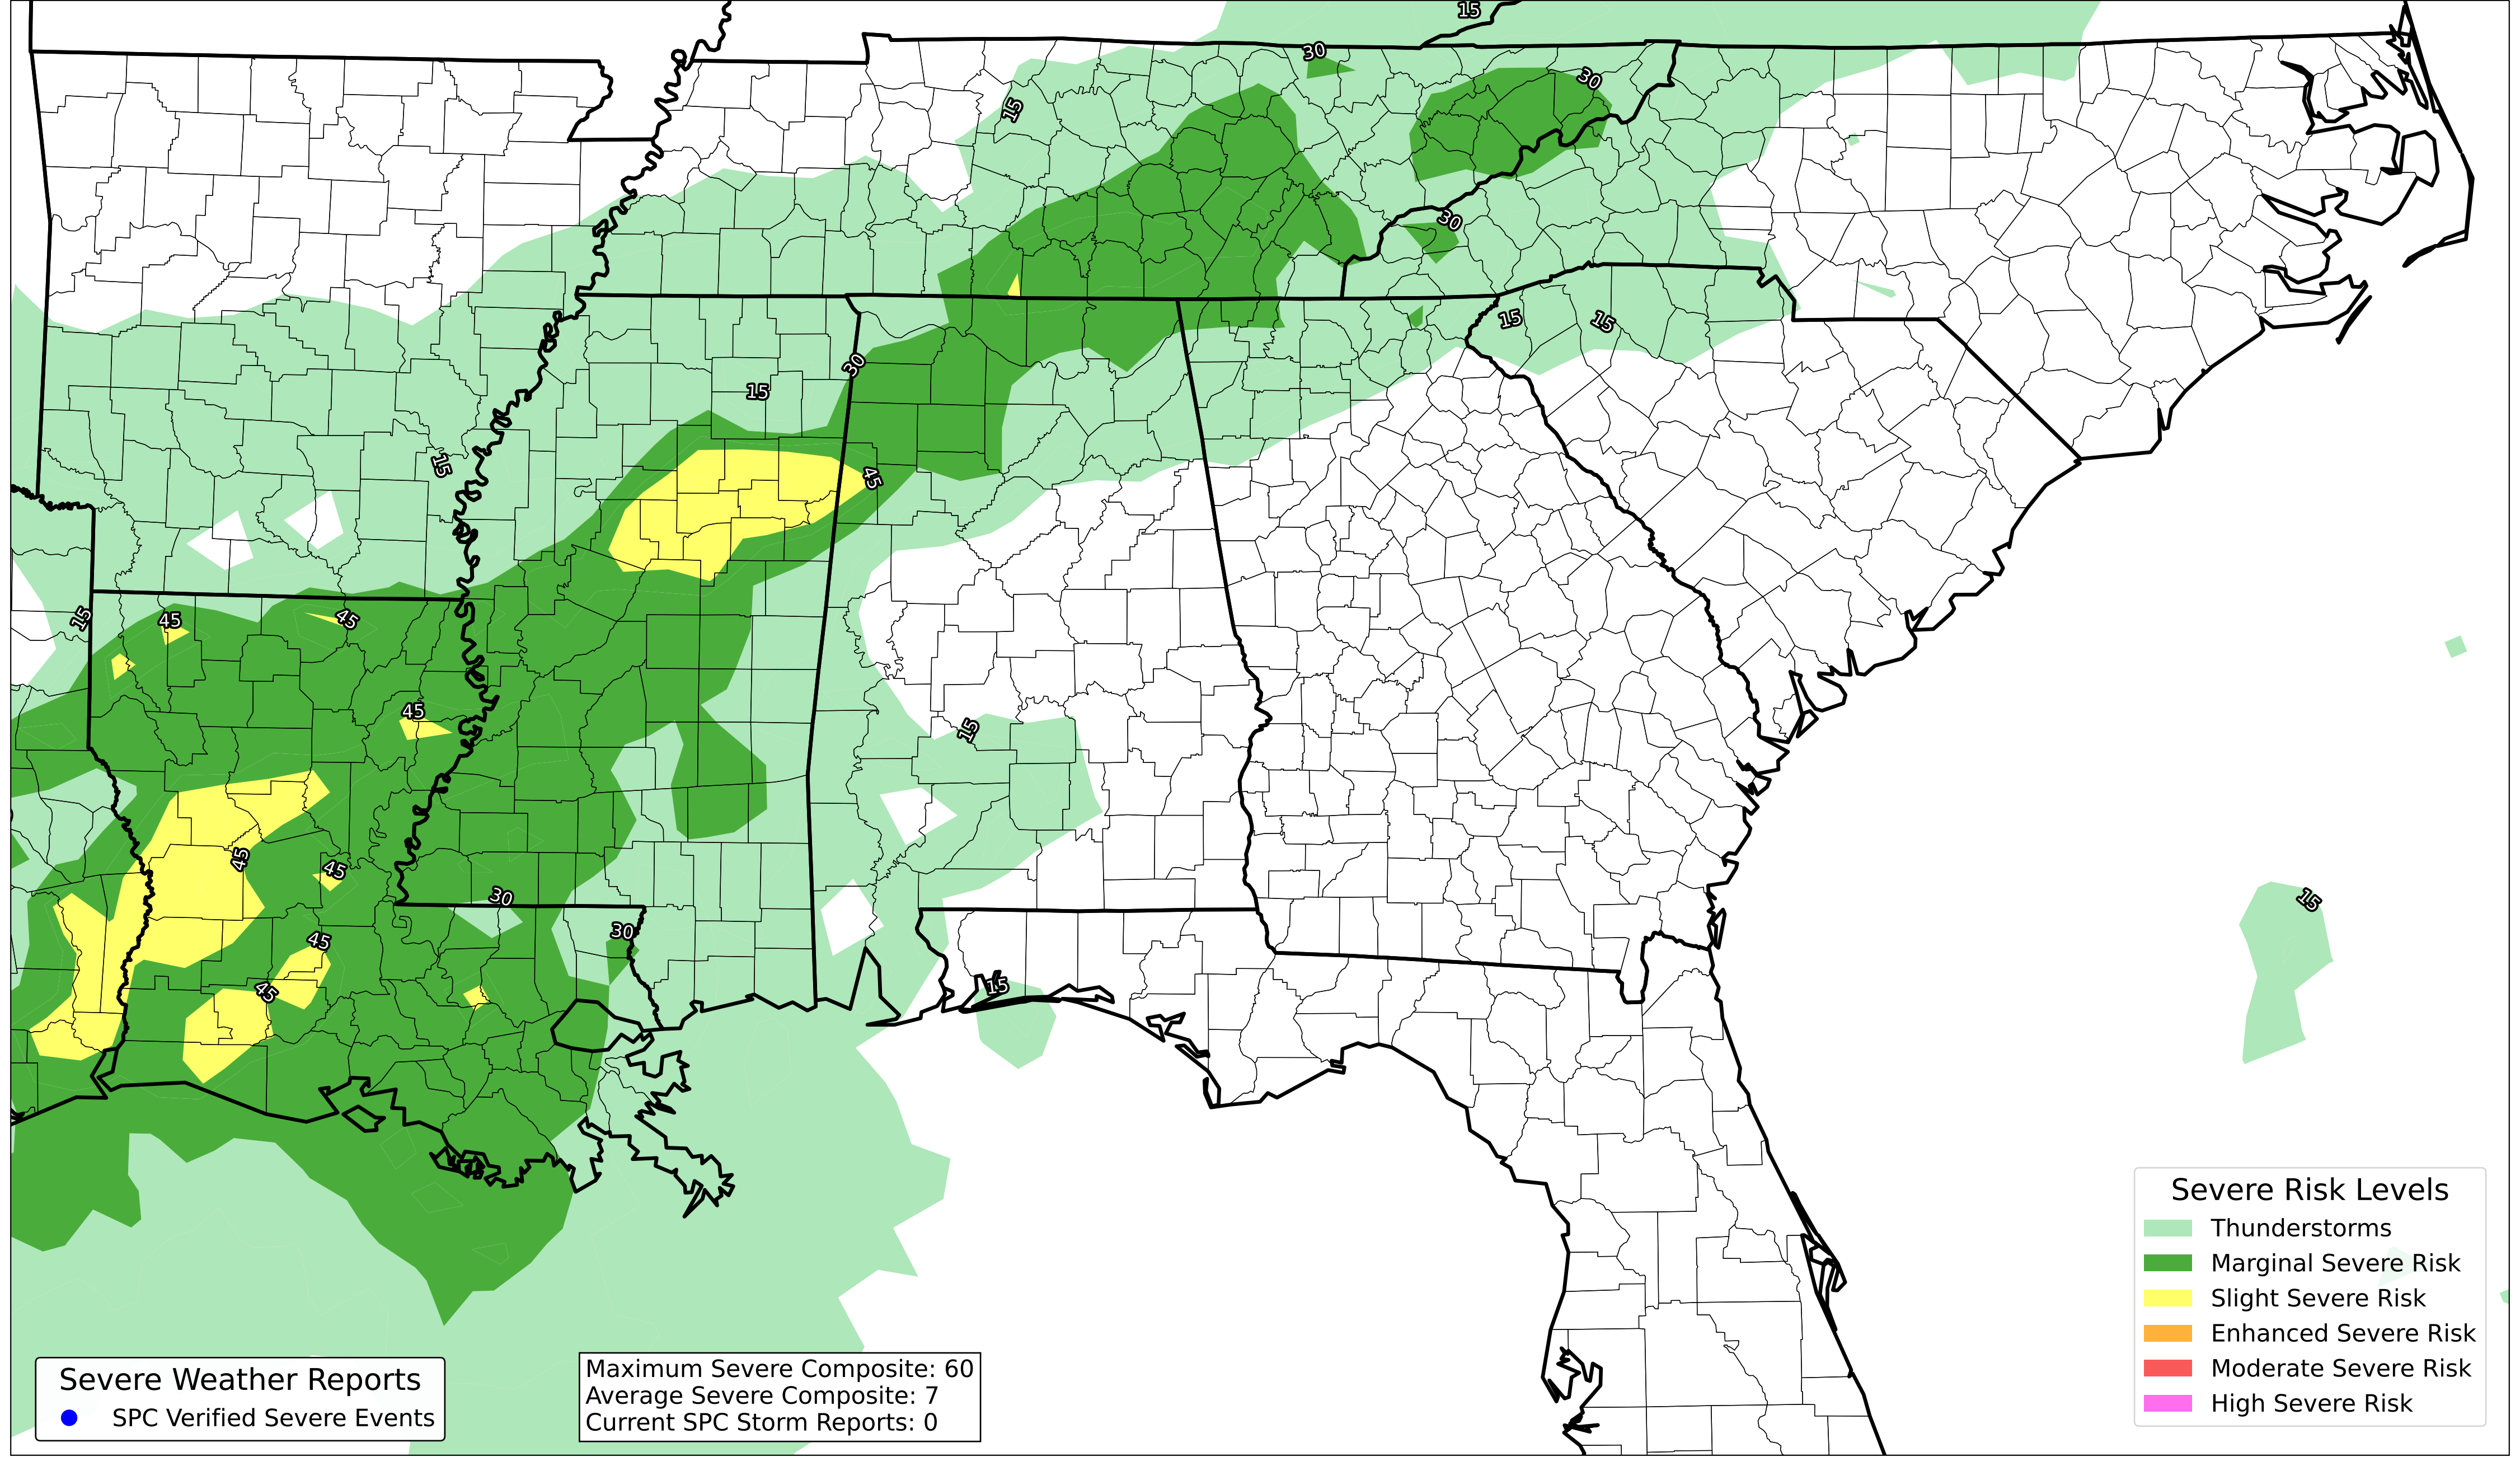 15
30
30
15
30
15
15
30
15
45
15
15
45
45
45
15
45
45
30
15
30
45
45
15
Severe Risk Levels
Thunderstorms
Marginal Severe Risk
Slight Severe Risk
Enhanced Severe Risk
Moderate Severe Risk
High Severe Risk
Severe Weather Reports
SPC Verified Severe Events
Maximum Severe Composite: 60
Average Severe Composite: 7
Current SPC Storm Reports: 0